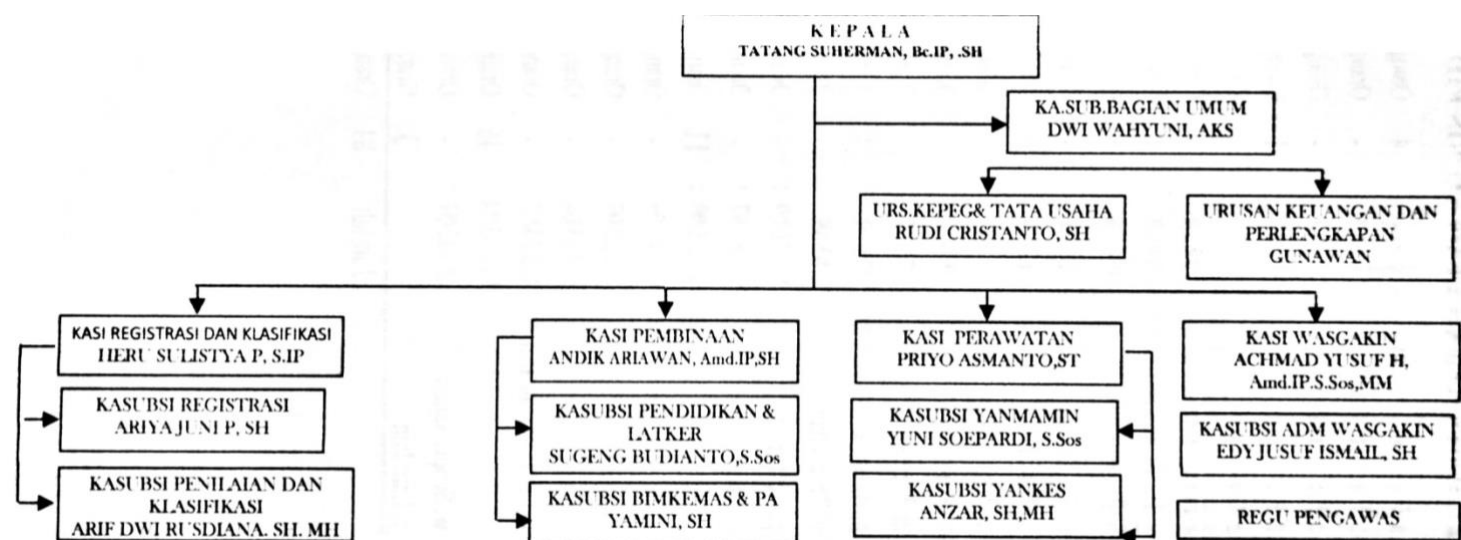 K E P A L A
TATANG SUHERMAN, Bc.IP, .SH
KA.SUB.BAGIAN UMUM
DWI WAHYUNI, AKS
URS.KEPEG& TATA USAHA
RUDI CRISTANTO, SH
URUSAN KEUANGAN DAN
PERLENGKAPAN
GUNAWAN
KASI REGISTRASI DAN KLASIFIKASI
HERU SULISTYA P, S.IP
KASUBSI REGISTRASI
ARIYA JUNI P, SH
KASUBSI PENILAIAN DAN
KLASIFIKASI
ARIF DWI RUSDIANA. SH. MH
KASI PEMBINAAN
ANDIK ARIAWAN, Amd.IP,SH
KASUBSI PENDIDIKAN &
LATKER
SUGENG BUDIANTO,S.Sos
KASUBSI BIMKEMAS & PA
YAMINI, SH
KASI PERAWATAN
PRIYO ASMANTO,ST
KASUBSI YANMAMIN
YUNI SOEPARDI, S.Sos
KASUBSI YANKES
ANZAR, SH,MH
KASI WASGAKIN
ACHMAD YUSUF H,
Amd.IP.S.Sos,MM
KASUBSI ADM WASGAKIN
EDY JUSUF ISMAIL, SH
REGU PENGAWAS